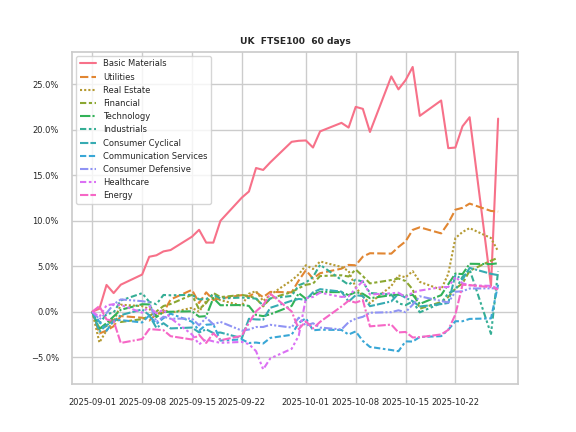 UK  FTSE100  60 days
Basic Materials
Utilities
Real Estate
Financial
Technology
Industrials
Consumer Cyclical
Communication Services
Consumer Defensive
Healthcare
Energy
25.0%
20.0%
15.0%
10.0%
5.0%
0.0%
−5.0%
2025-09-01 2025-09-08 2025-09-15 2025-09-22 2025-10-01 2025-10-08 2025-10-15 2025-10-22